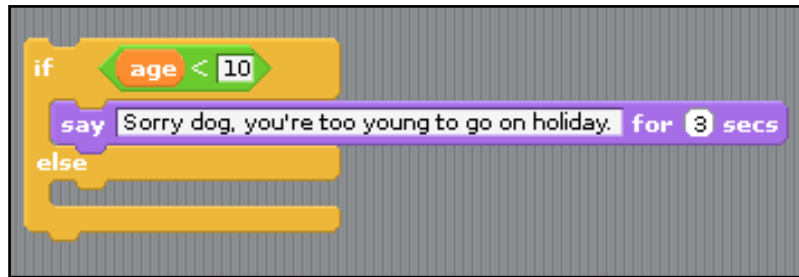 if age < 10
say Sorry dog, you're too young to go on holiday. for 3 secs
else